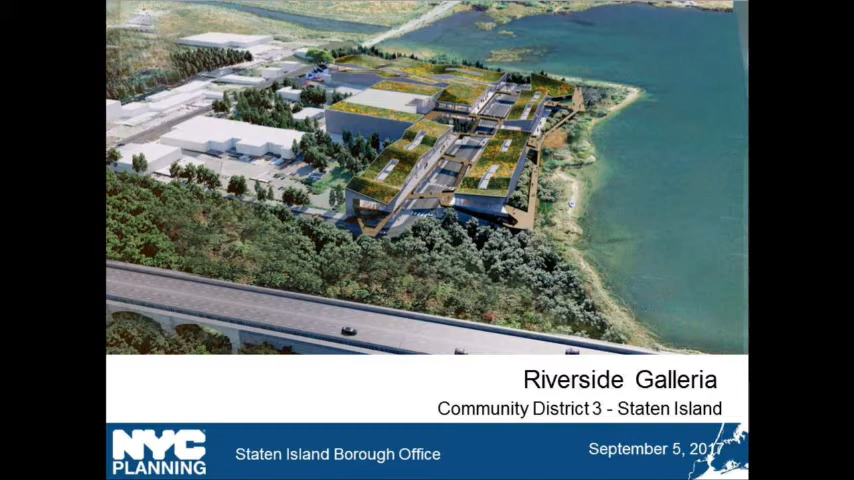 Riverside Galleria
Community District 3 - Staten Island
NYC
PLANNING
Staten Island Borough Office
September 5, 2017